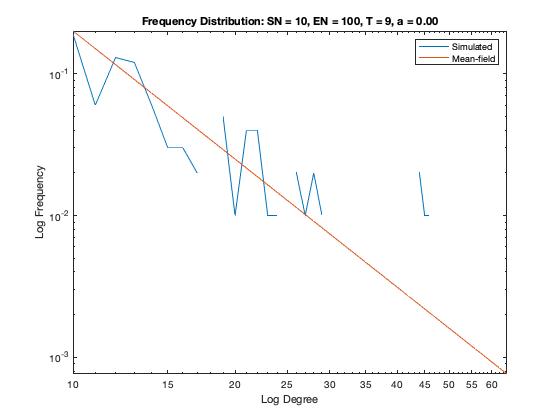 Frequency Distribution: SN = 10, EN = 100, T = 9, a = 0.00
Simulated
Mean-field
10-1
10-2
10-3
Log Frequency
10 15 20 25 30 35 40 45 50 55 60
Log Degree